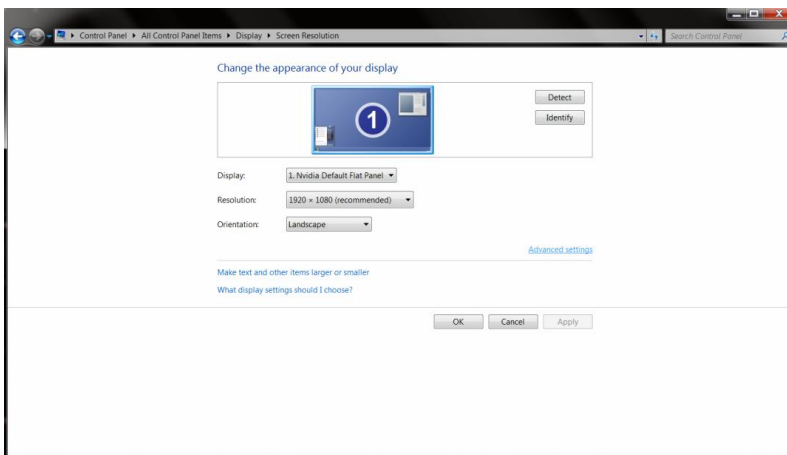 Control Panel ▸ All Control Panel Items ▸ Display ▸ Screen Resolution
Search Control Panel
Change the appearance of your display
1
Detect
Identify
Display: 1. Nvidia Default Flat Panel
Resolution: 1920 × 1080 (recommended)
Orientation: Landscape
Advanced settings
Make text and other items larger or smaller
What display settings should I choose?
OK Cancel Apply